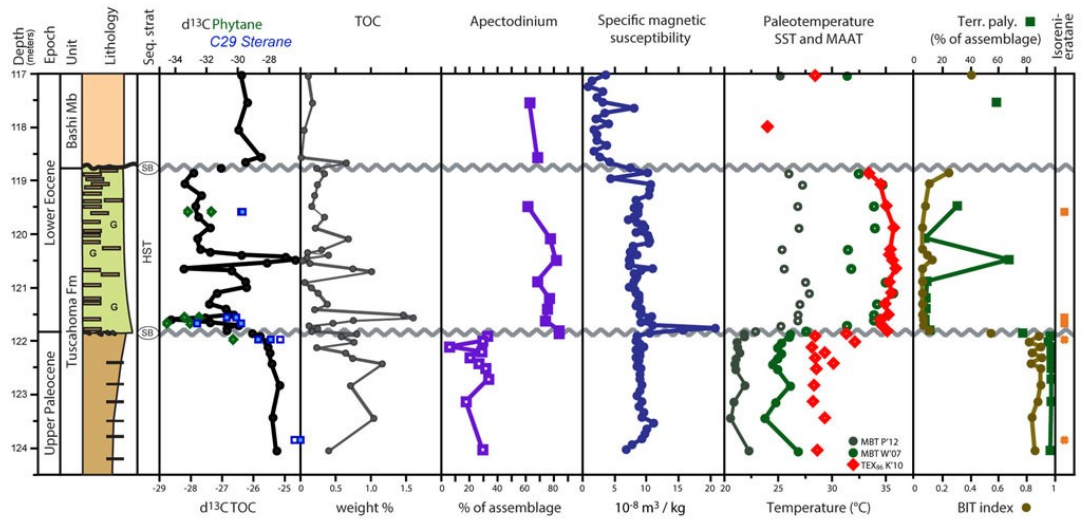 d¹³C Phytane
C29 Sterane
TOC
Apectodinium
Specific magnetic
susceptibility
Paleotemperature
SST and MAAT
Terr. paly.
(% of assemblage)
Isoreni-
eratane
Depth
(meters)
Epoch
Unit
Lithology
Seq. strat
-34 -32 -30 -28
117
118
119
120
121
122
123
124
Lower Eocene
Upper Paleocene
Bashi Mb
Tuscahoma Fm
G
G
G
SB
HST
SB
0 20 40 60 80
MBT P'12
MBT W'07
TEX₈₆ K'10
-29 -28 -27 -26 -25
0 0.5 1.0 1.5
0 20 40 60 80
0 5 10 15 20
20 25 30 35
0 0.2 0.4 0.6 0.8 1
d¹³C TOC
weight %
% of assemblage
10⁻⁸ m³ / kg
Temperature (°C)
BIT index